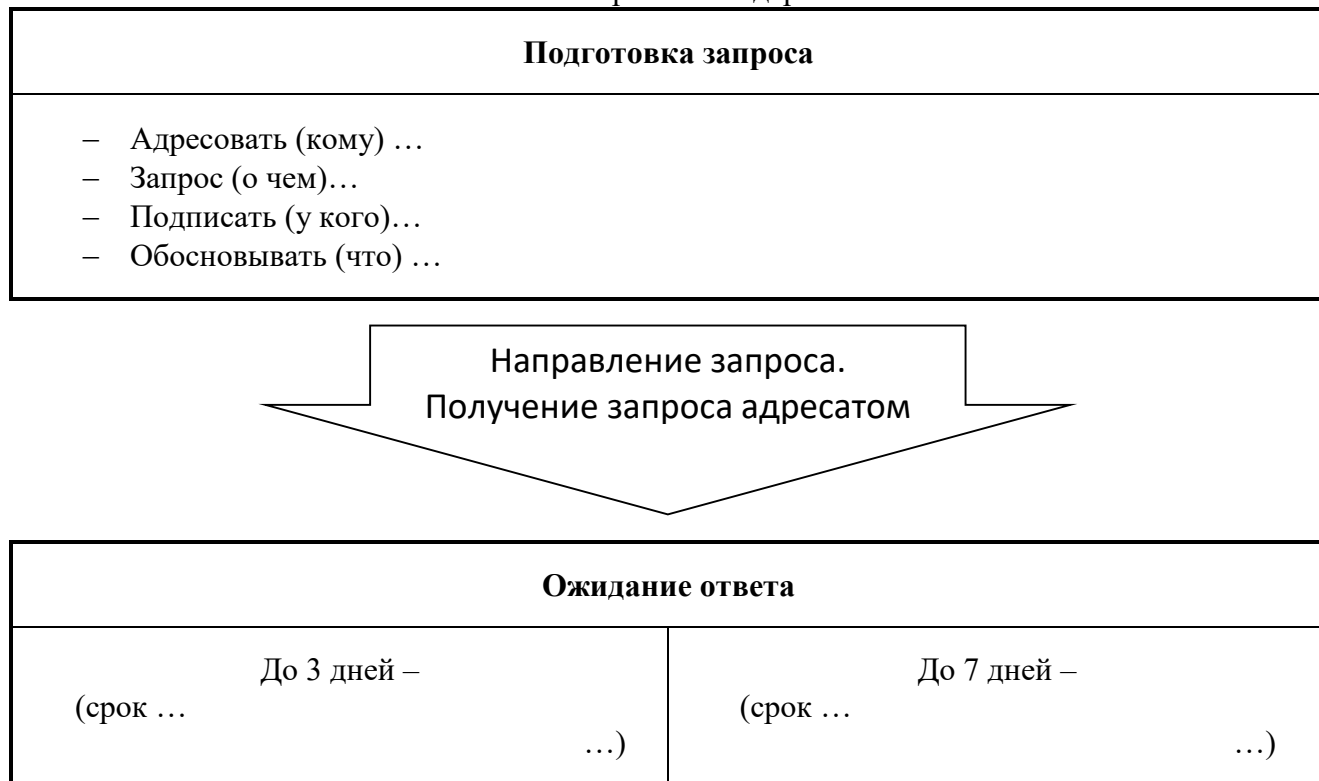 Подготовка запроса
– Адресовать (кому) …
– Запрос (о чем)…
– Подписать (у кого)…
– Обосновывать (что) …
Направление запроса.
Получение запроса адресатом
Ожидание ответа
До 3 дней –
(срок …
…)
До 7 дней –
(срок …
…)